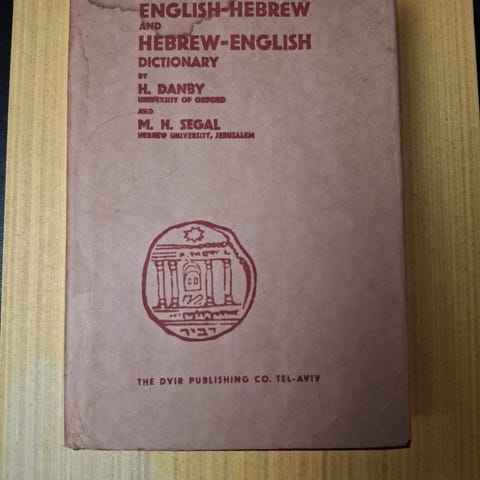 ENGLISH-HEBREW
AND
HEBREW-ENGLISH
DICTIONARY
BY
H. DANBY
UNIVERSITY OF OXFORD
AND
M. H. SEGAL
HEBREW UNIVERSITY, JERUSALEM
דביר
THE DVIR PUBLISHING CO. TEL-AVIV